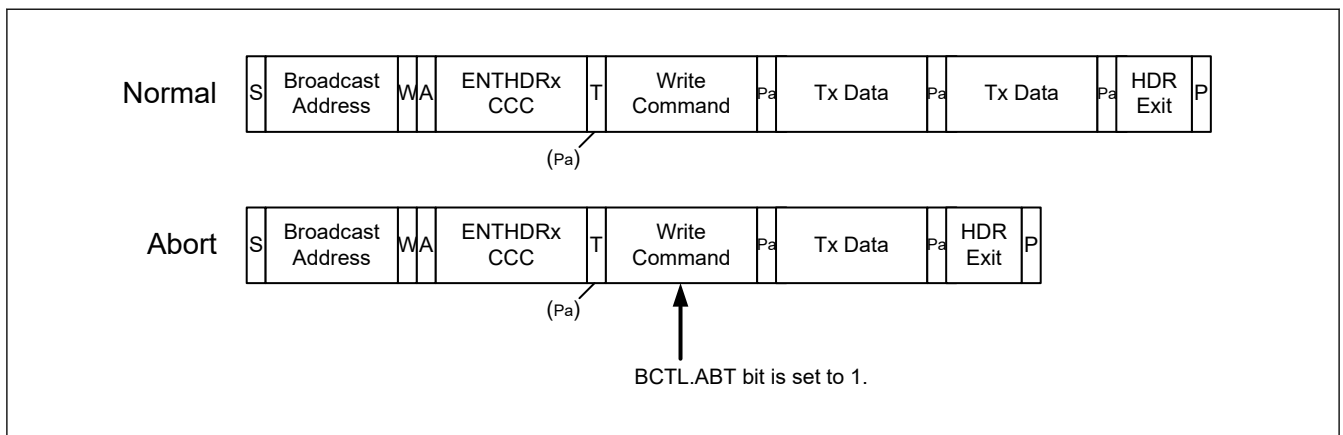 Normal
S
Broadcast
Address
W
A
ENTHDRx
CCC
T
Write
Command
Pa
Tx Data
Pa
Tx Data
Pa
HDR
Exit
P
(Pa)
Abort
S
Broadcast
Address
W
A
ENTHDRx
CCC
T
Write
Command
Pa
Tx Data
Pa
HDR
Exit
P
(Pa)
BCTL.ABT bit is set to 1.